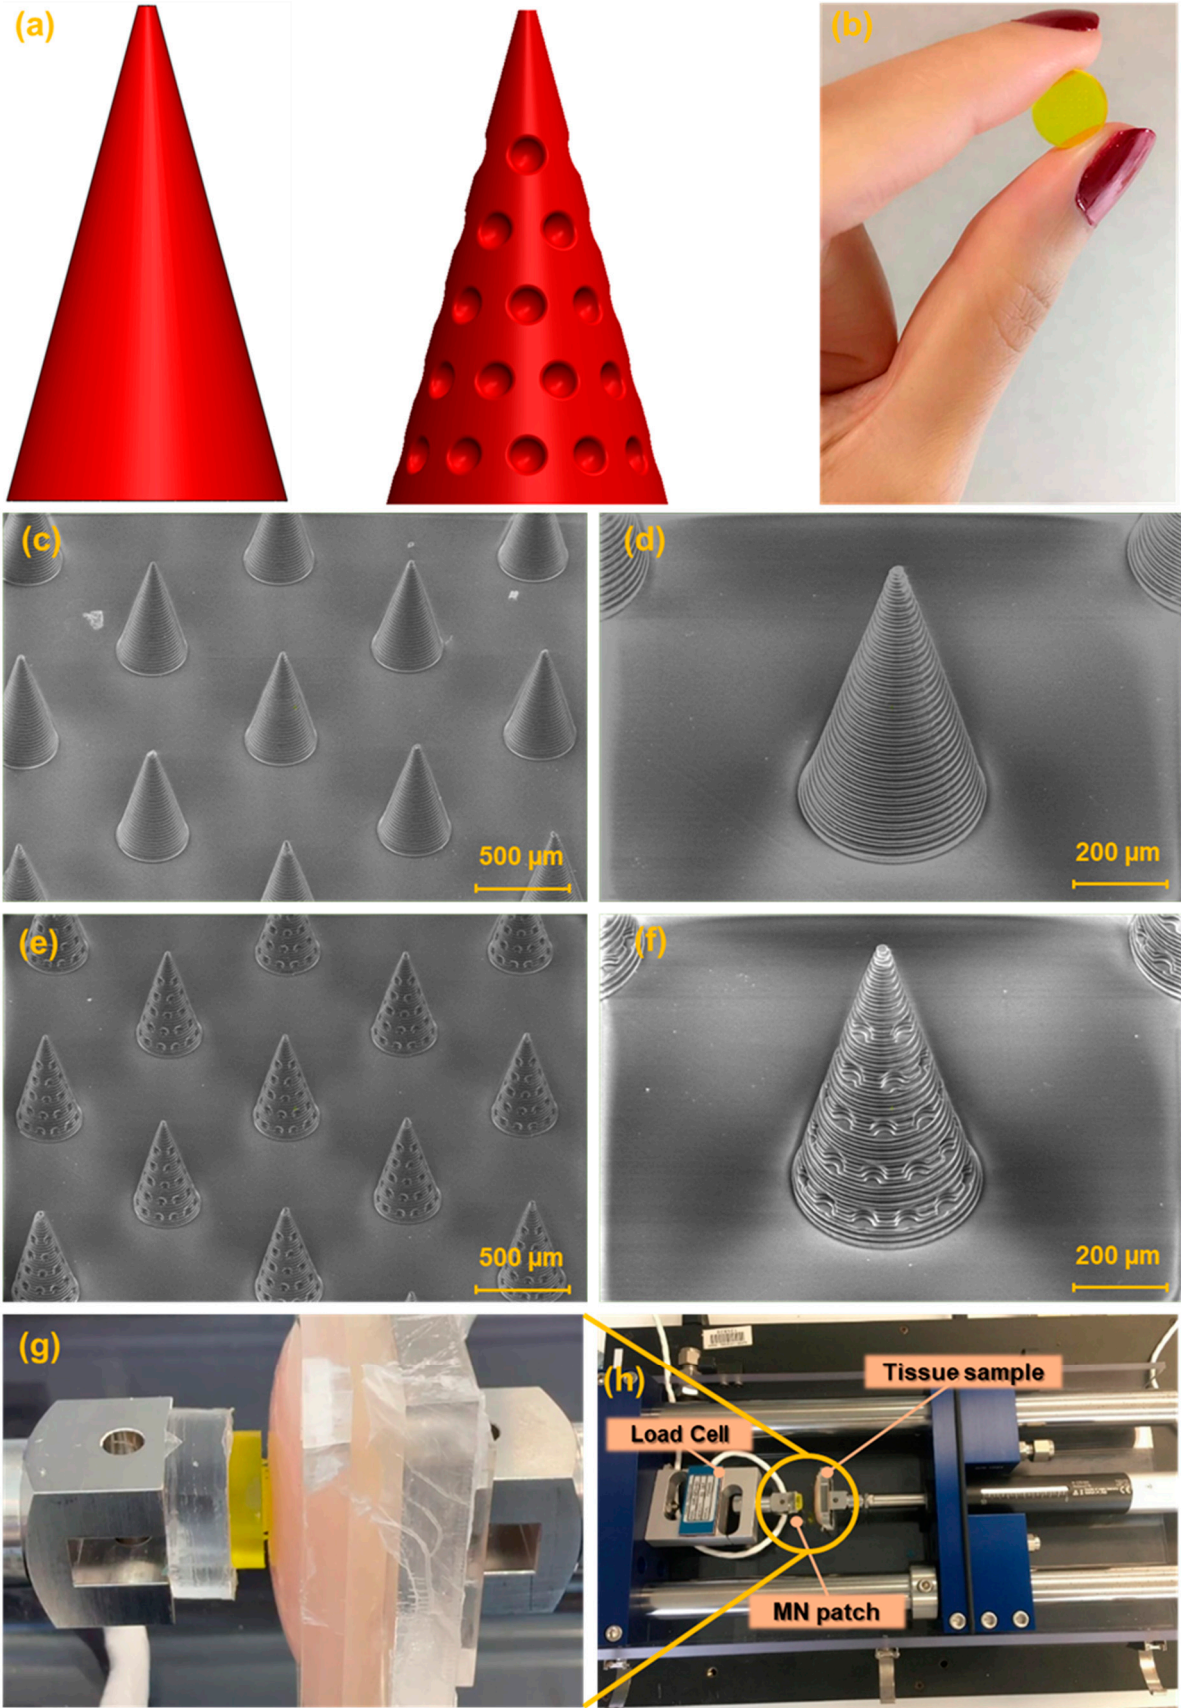 (a)
(b)
(c)
500 µm
(d)
200 µm
(e)
500 µm
(f)
200 µm
(g)
(h)
Tissue sample
Load Cell
MN patch